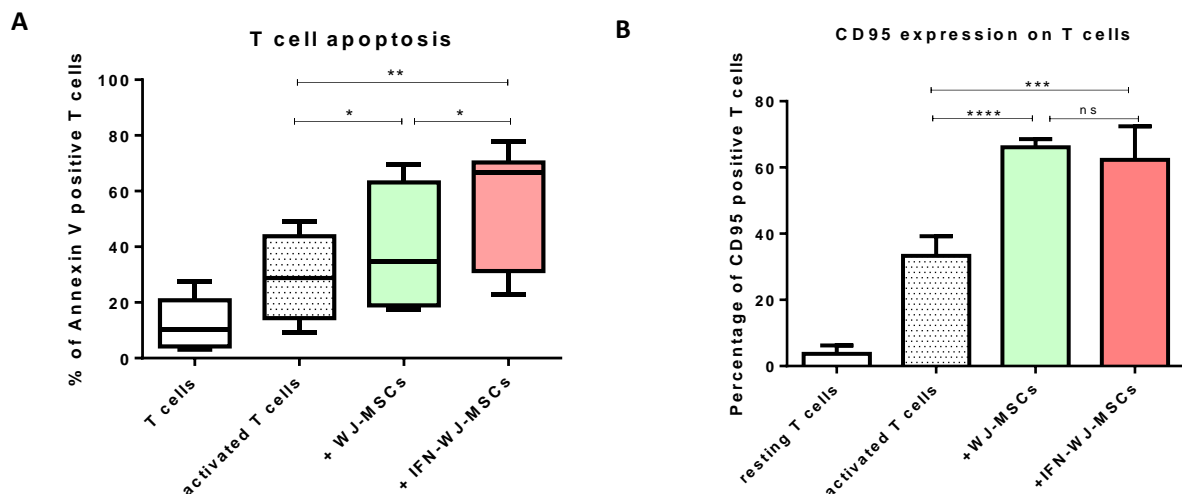 A
T cell apoptosis
% of Annexin V positive T cells
100
80
60
40
20
0
**
*
*
T cells
activated T cells
+ WJ-MSCs
+ IFN-WJ-MSCs
B
CD95 expression on T cells
Percentage of CD95 positive T cells
80
60
40
20
0
***
****
ns
resting T cells
activated T cells
+WJ-MSCs
+IFN-WJ-MSCs